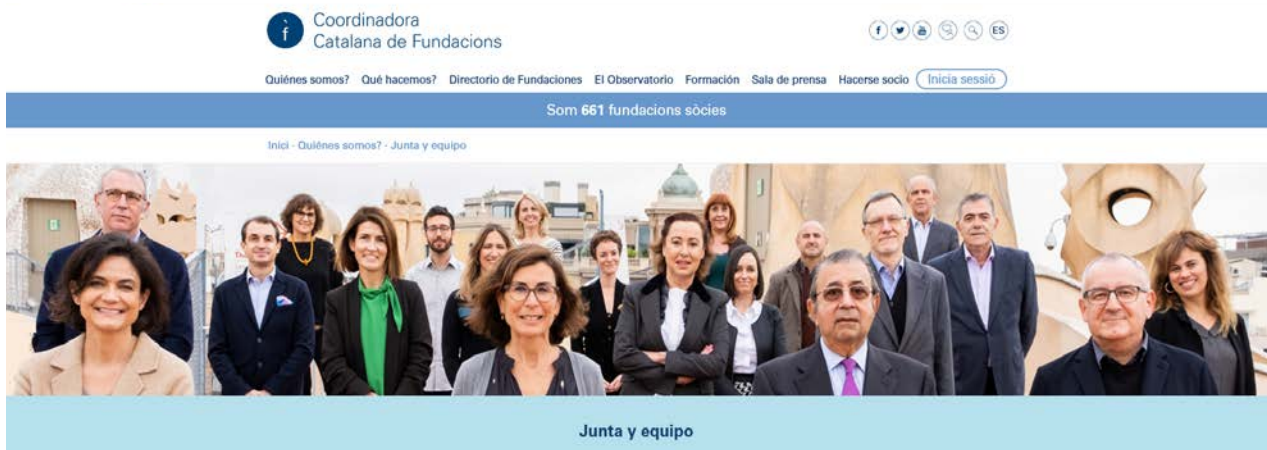 Coordinadora
Catalana de Fundacions
ES
Quiénes somos? Qué hacemos? Directorio de Fundaciones El Observatorio Formación Sala de prensa Hacerse socio Inicia sessió
Som 661 fundacions sòcies
Inici - Quiénes somos? - Junta y equipo
Junta y equipo